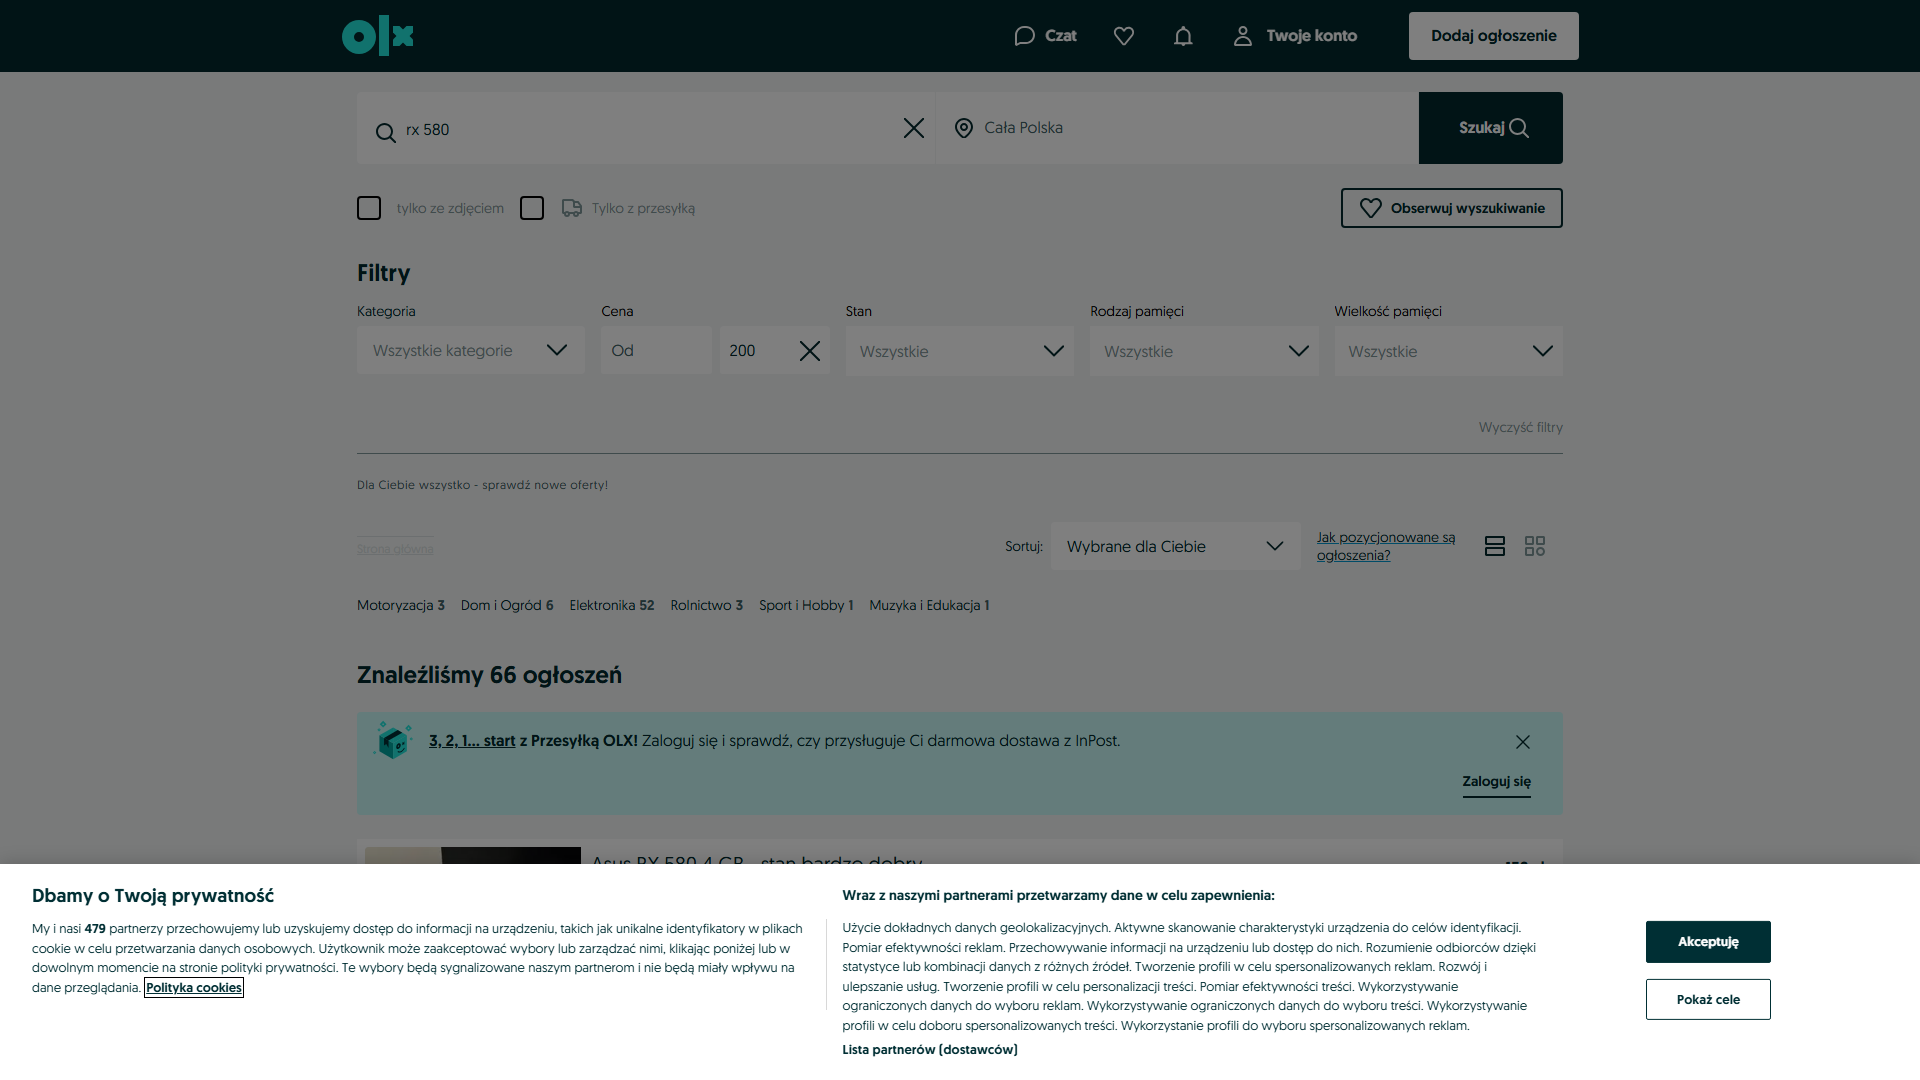 olx
Czat
Twoje konto
Dodaj ogłoszenie
rx 580
Cała Polska
Szukaj
tylko ze zdjęciem
Tylko z przesyłką
Obserwuj wyszukiwanie
Filtry
Kategoria
Cena
Stan
Rodzaj pamięci
Wielkość pamięci
Wszystkie kategorie
Od
200
Wszystkie
Wszystkie
Wszystkie
Wyczyść filtry
Dla Ciebie wszystko - sprawdź nowe oferty!
Strona główna
Sortuj:
Wybrane dla Ciebie
Jak pozycjonowane są
ogłoszenia?
Motoryzacja 3
Dom i Ogród 6
Elektronika 52
Rolnictwo 3
Sport i Hobby 1
Muzyka i Edukacja 1
Znaleźliśmy 66 ogłoszeń
3, 2, 1... start z Przesyłką OLX! Zaloguj się i sprawdź, czy przysługuje Ci darmowa dostawa z InPost.
Zaloguj się
Asus RX 580 4 GB - stan bardzo dobry
Dbamy o Twoją prywatność
My i nasi 479 partnerzy przechowujemy lub uzyskujemy dostęp do informacji na urządzeniu, takich jak unikalne identyfikatory w plikach
cookie w celu przetwarzania danych osobowych. Użytkownik może zaakceptować wybory lub zarządzać nimi, klikając poniżej lub w
dowolnym momencie na stronie polityki prywatności. Te wybory będą sygnalizowane naszym partnerom i nie będą miały wpływu na
dane przeglądania. Polityka cookies
Wraz z naszymi partnerami przetwarzamy dane w celu zapewnienia:
Użycie dokładnych danych geolokalizacyjnych. Aktywne skanowanie charakterystyki urządzenia do celów identyfikacji.
Pomiar efektywności reklam. Przechowywanie informacji na urządzeniu lub dostęp do nich. Rozumienie odbiorców dzięki
statystyce lub kombinacji danych z różnych źródeł. Tworzenie profili w celu spersonalizowanych reklam. Rozwój i
ulepszanie usług. Tworzenie profili w celu personalizacji treści. Pomiar efektywności treści. Wykorzystywanie
ograniczonych danych do wyboru reklam. Wykorzystywanie ograniczonych danych do wyboru treści. Wykorzystywanie
profili w celu doboru spersonalizowanych treści. Wykorzystanie profili do wyboru spersonalizowanych reklam.
Lista partnerów (dostawców)
Akceptuję
Pokaż cele